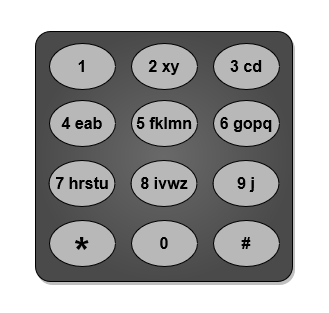 1 2 xy 3 cd
4 eab 5 fklmn 6 gopq
7 hrstu 8 ivwz 9 j
* 0 #